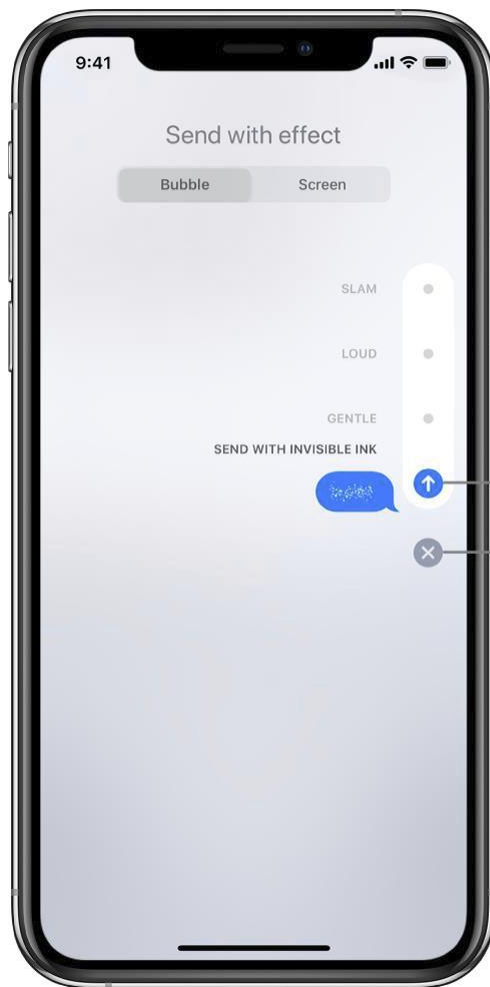 9:41
Send with effect
Bubble Screen
SLAM
LOUD
GENTLE
SEND WITH INVISIBLE INK